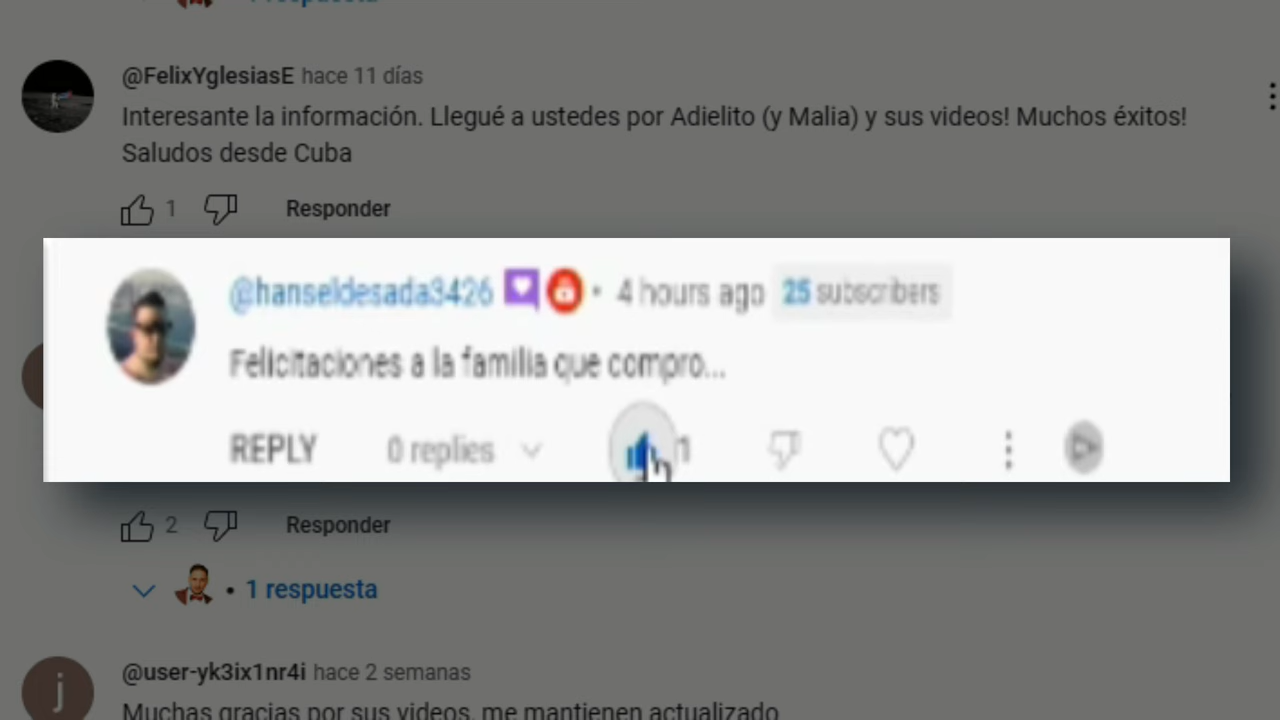 @FelixYglesiasE hace 11 días
Interesante la información. Llegué a ustedes por Adielito (y Malia) y sus videos! Muchos éxitos!
Saludos desde Cuba
1 Responder
@hanseldesada3426 • 4 hours ago 25 subscribers
Felicitaciones a la familia que compro...
REPLY 0 replies 1
2 Responder
• 1 respuesta
@user-yk3ix1nr4i hace 2 semanas
j
Muchas gracias por sus videos, me mantienen actualizado